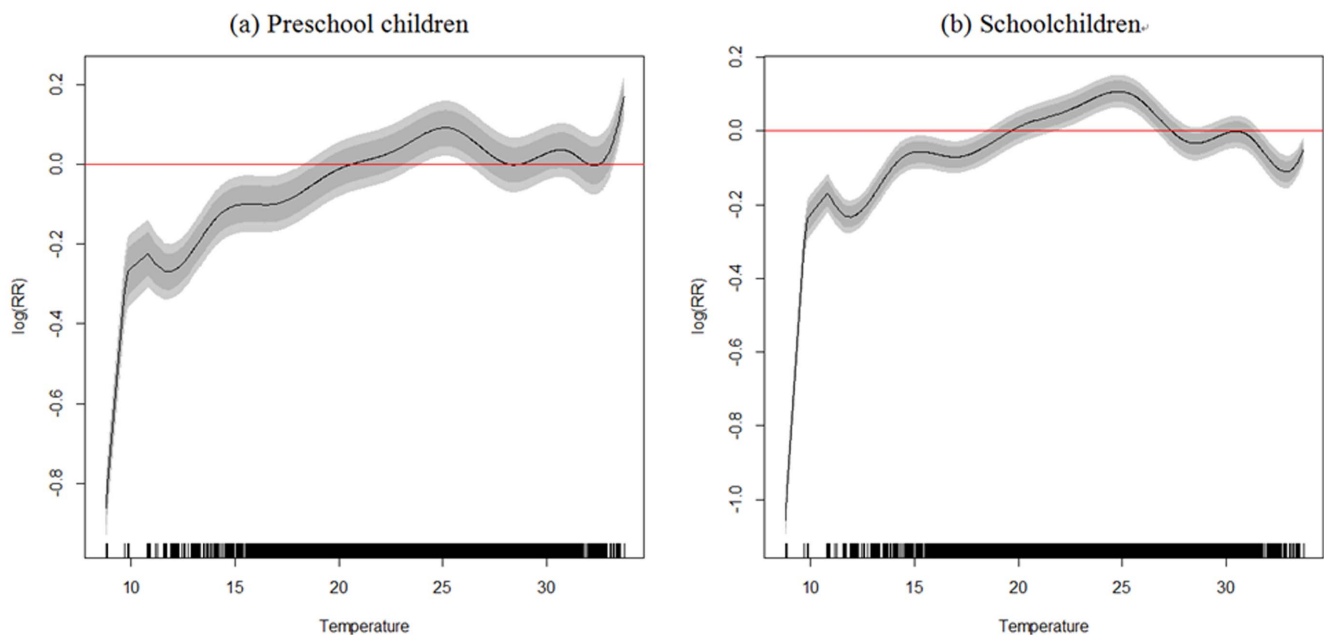 (a) Preschool children
0.2
0.0
-0.2
-0.4
-0.6
-0.8
log(RR)
10 15 20 25 30
Temperature
(b) Schoolchildren↵
0.2
0.0
-0.2
-0.4
-0.6
-0.8
-1.0
log(RR)
10 15 20 25 30
Temperature